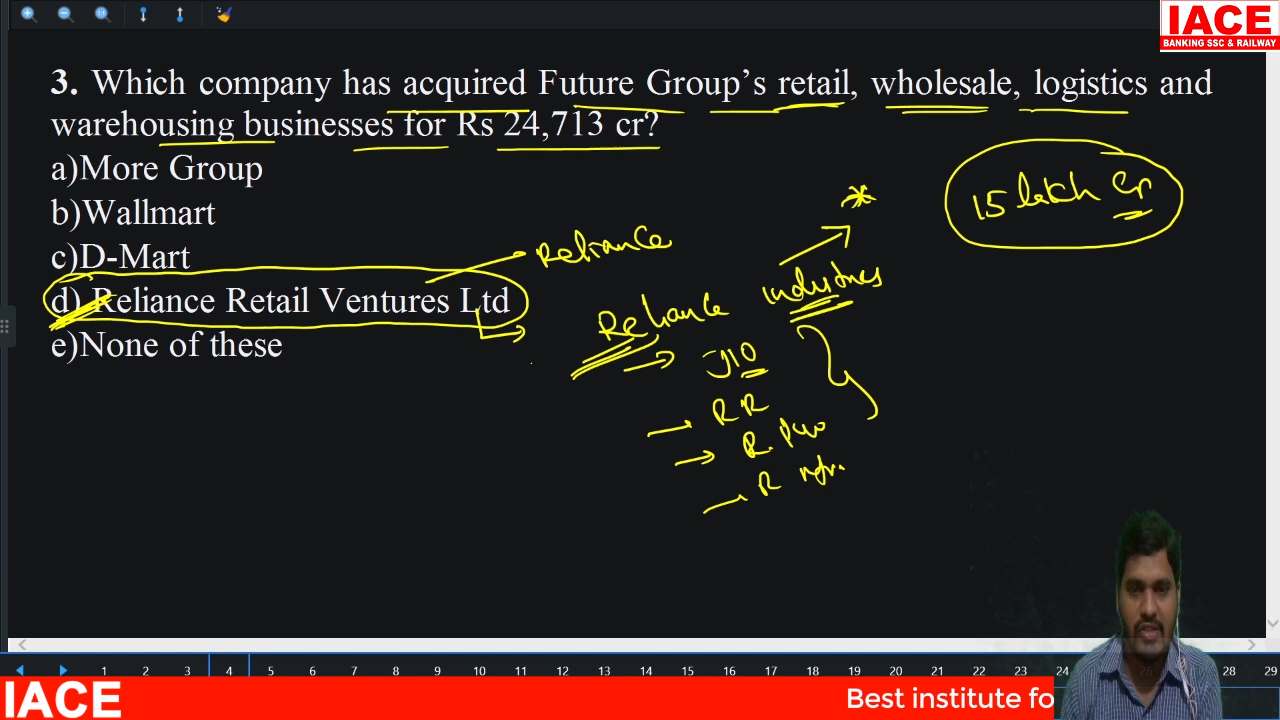 IACE
BANKING SSC & RAILWAY
3. Which company has acquired Future Group's retail, wholesale, logistics and
warehousing businesses for Rs 24,713 cr?
a)More Group
b)Wallmart
c)D-Mart
d) Reliance Retail Ventures Ltd
e)None of these
15 lakh Cr
Reliance
Reliance industries
JIO
RR
R.
R
1 2 3 4 5 6 7 8 9 10 11 12 13 14 15 16 17 18 19 20 21 22 23 24 28 29
IACE
Best institute fo